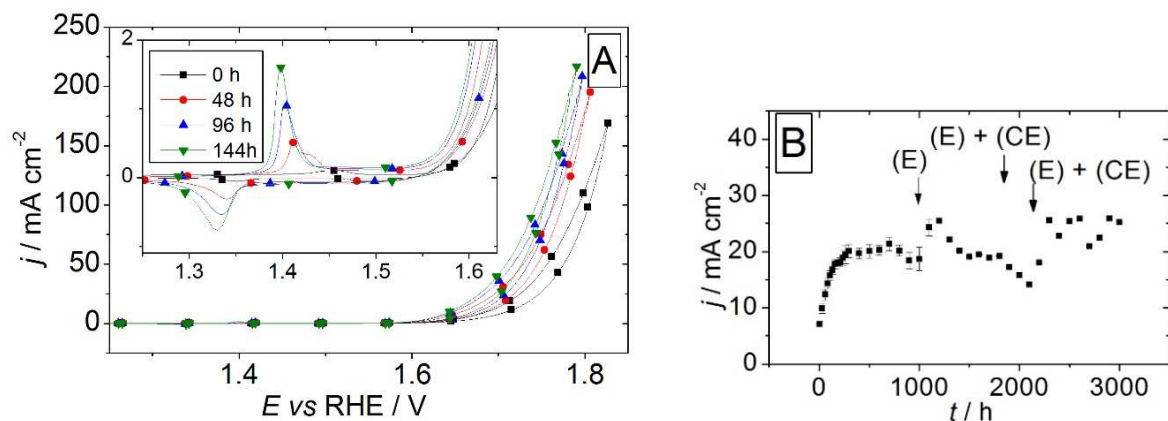 250
200
150
100
50
0
j / mA cm-2
1.4
1.6
1.8
E vs RHE / V
A
2
0
1.3
1.4
1.5
1.6
0 h
48 h
96 h
144h
B
45
40
30
20
10
0
j / mA cm-2
0
1000
2000
3000
t / h
(E)
(E) + (CE)
(E) + (CE)